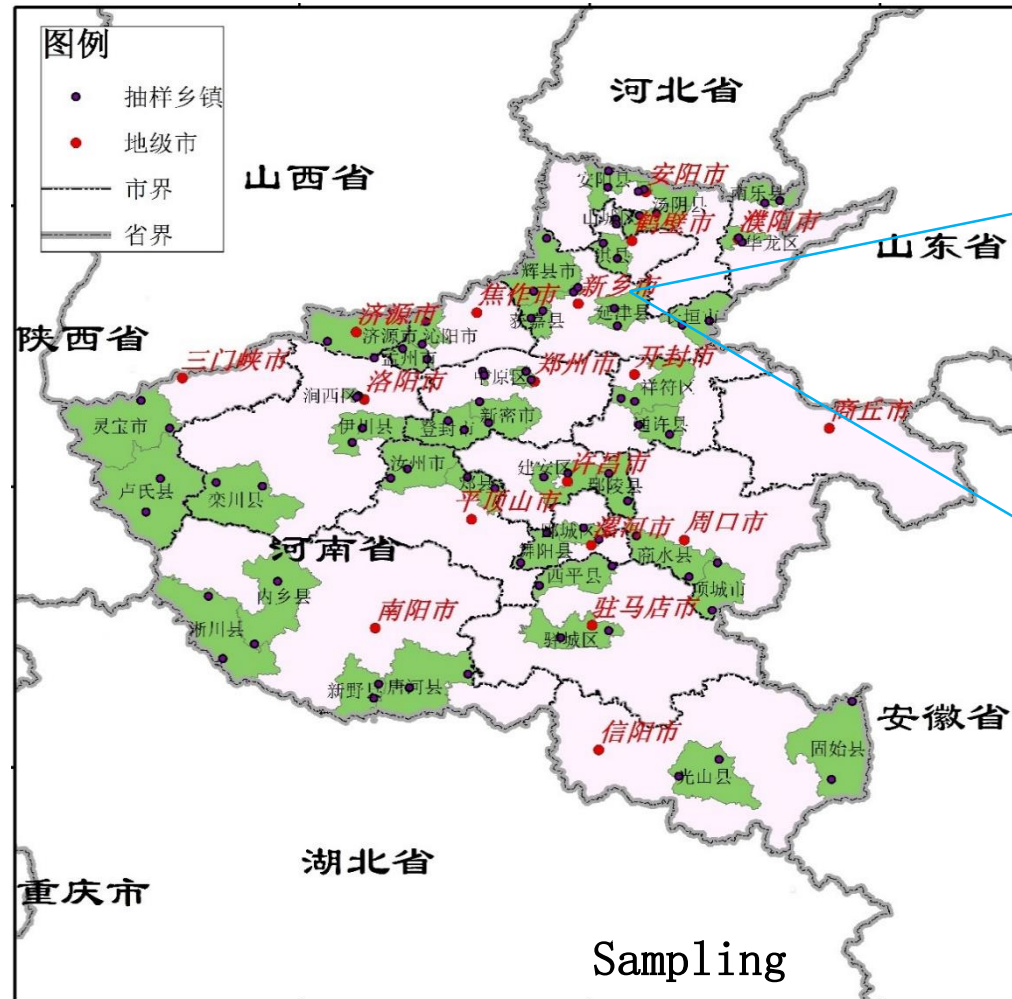 图例
抽样乡镇
地级市
市界
省界
河北省
山西省
山东省
陕西省
安徽省
湖北省
重庆市
河南省
安阳市
安阳县
汤阴县
南乐县
山城区
鹤壁市
濮阳市
华龙区
淇县
辉县市
新乡市
获嘉县
延津县
长垣市
焦作市
济源市
济源市
沁阳市
孟州市
三门峡市
洛阳市
涧西区
中原区
郑州市
开封市
祥符区
通许县
商丘市
灵宝市
伊川县
登封市
新密市
卢氏县
栾川县
汝州市
郏县
平顶山市
建安区
许昌市
鄢陵县
郾城区
漯河市
舞阳县
周口市
商水县
项城市
西平县
驻马店市
驿城区
内乡县
淅川县
南阳市
新野县
唐河县
信阳市
光山县
固始县
Sampling